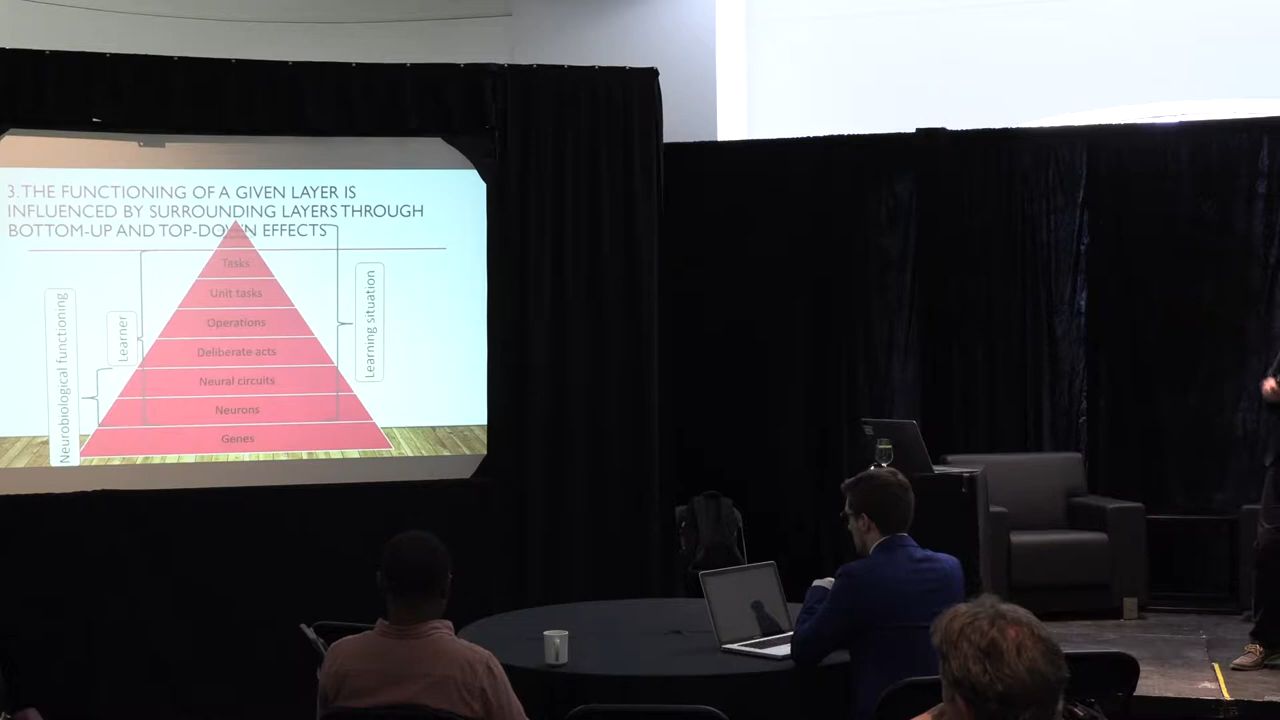 3. THE FUNCTIONING OF A GIVEN LAYER IS
INFLUENCED BY SURROUNDING LAYERS THROUGH
BOTTOM-UP AND TOP-DOWN EFFECTS
Tasks
Unit tasks
Operations
Deliberate acts
Neural circuits
Neurons
Genes
Neurobiological functioning
Learner
Learning situation